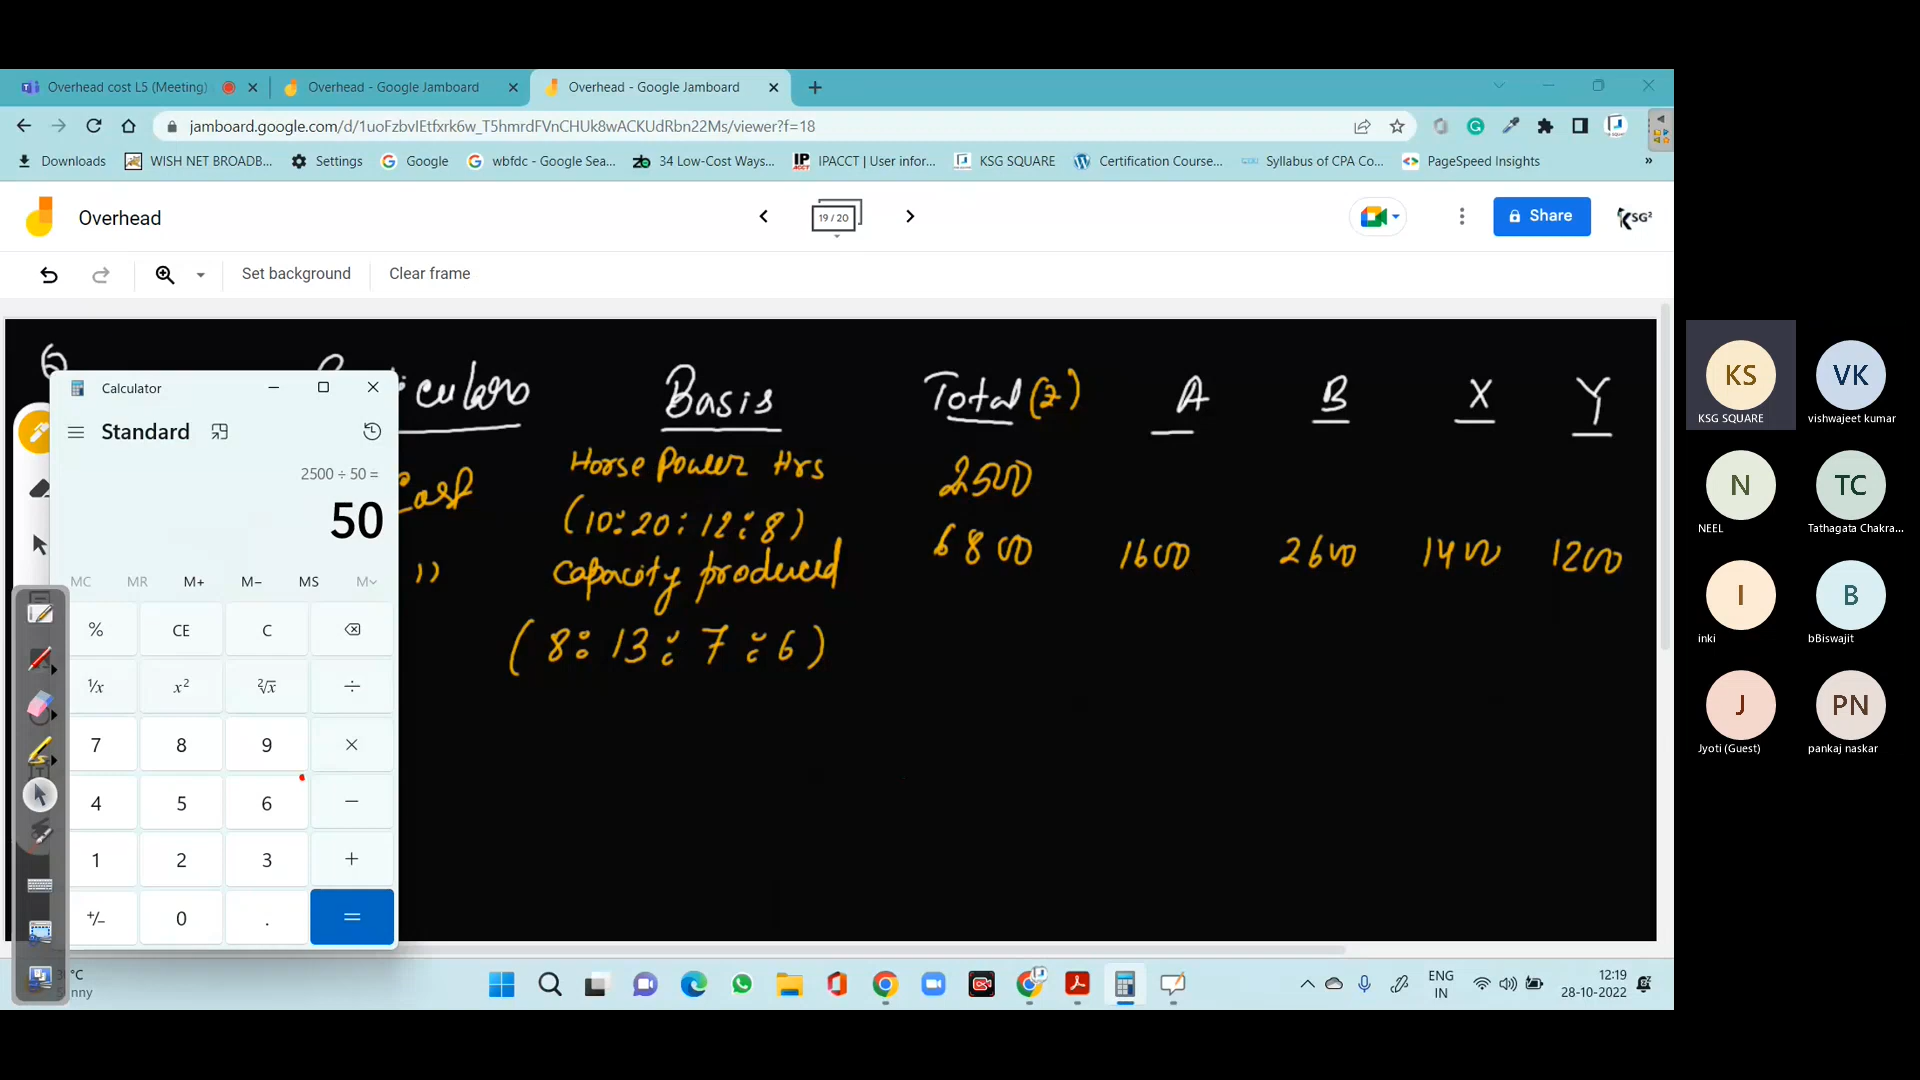 Overhead cost L5 (Meeting)
Overhead - Google Jamboard
Overhead - Google Jamboard
jamboard.google.com/d/1uoFzbvIEtfxrk6w_T5hmrdFVnCHUk8wACKUdRbn22Ms/viewer?f=18
Downloads
WISH NET BROADB...
Settings
Google
wbfdc - Google Sea...
34 Low-Cost Ways...
IPACCT | User infor...
KSG SQUARE
Certification Course...
Syllabus of CPA Co...
PageSpeed Insights
»
Overhead
19 / 20
Share
KSG²
Set background
Clear frame
6
culars Basis Total (z) A B X Y
Cost Horse Power Hrs 2500
(10:20:12:8)
" capacity produced 6800 1600 2600 1400 1200
(8:13:7:6)
Calculator
Standard
2500 ÷ 50 =
50
MC MR M+ M− MS M˅
% CE C
¹/x x² ²√x ÷
7 8 9 ×
4 5 6 −
1 2 3 +
+/− 0 . =
°C
nny
ENG
IN
12:19
28-10-2022
KS
KSG SQUARE
VK
vishwajeet kumar
N
NEEL
TC
Tathagata Chakra...
I
inki
B
bBiswajit
J
Jyoti (Guest)
PN
pankaj naskar